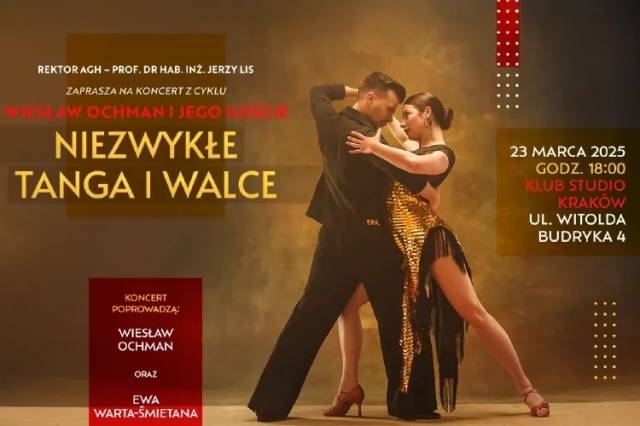 REKTOR AGH – PROF. DR HAB. INŻ. JERZY LIS
ZAPRASZA NA KONCERT Z CYKLU
WIESŁAW OCHMAN I JEGO GOŚCIE
NIEZWYKŁE
TANGA I WALCE
23 MARCA 2025
GODZ. 18:00
KLUB STUDIO
KRAKÓW
UL. WITOLDA
BUDRYKA 4
KONCERT
POPROWADZĄ:
WIESŁAW
OCHMAN
ORAZ
EWA
WARTA-ŚMIETANA